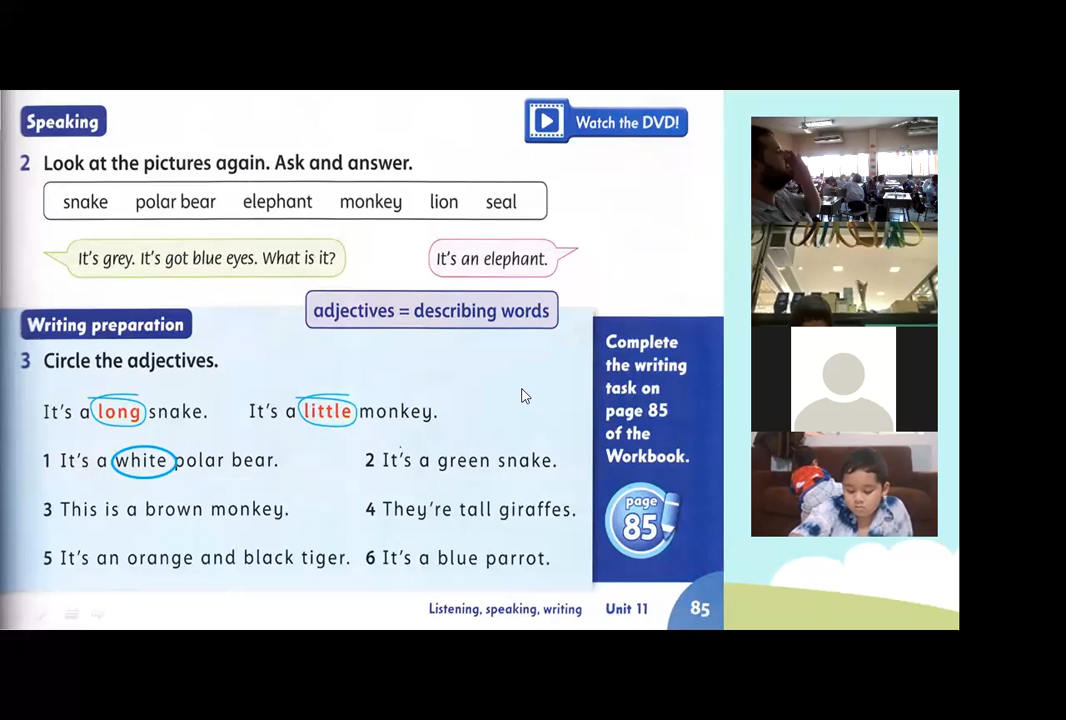 Speaking
Watch the DVD!
2 Look at the pictures again. Ask and answer.
snake polar bear elephant monkey lion seal
It's grey. It's got blue eyes. What is it?
It's an elephant.
adjectives = describing words
Writing preparation
3 Circle the adjectives.
It's a long snake. It's a little monkey.
1 It's a white polar bear. 2 It's a green snake.
3 This is a brown monkey. 4 They're tall giraffes.
5 It's an orange and black tiger. 6 It's a blue parrot.
Complete
the writing
task on
page 85
of the
Workbook.
page
85
Listening, speaking, writing Unit 11 85